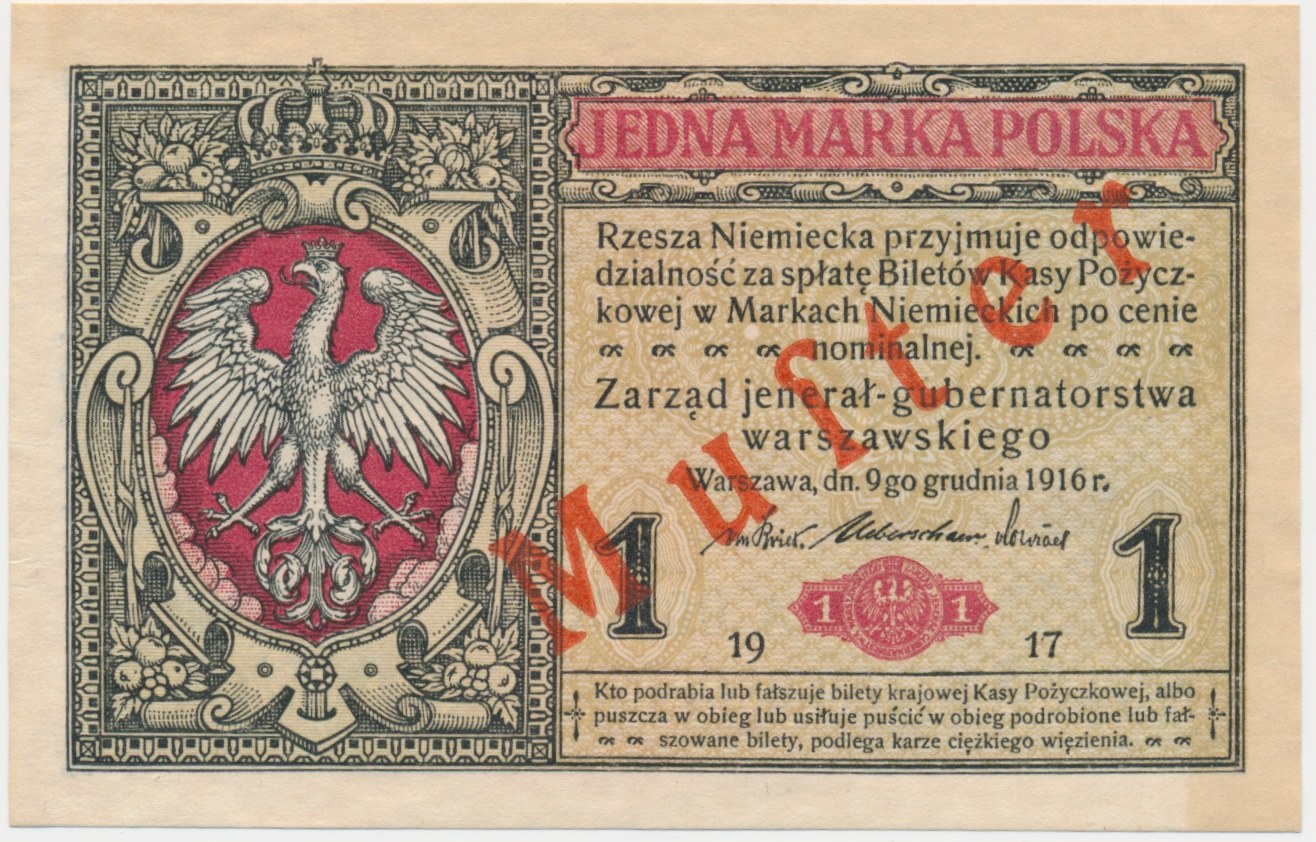 JEDNA MARKA POLSKA
Rzesza Niemiecka przyjmuje odpowie-
dzialność za spłatę Biletów Kasy Pożycz-
kowej w Markach Niemieckich po cenie
nominalnej.
Zarząd jenerał-gubernatorstwa
warszawskiego
Warszawa, dn. 9go grudnia 1916 r.
Muſter
1 1
1 1
19 17
Kto podrabia lub fałszuje bilety krajowej Kasy Pożyczkowej, albo
puszcza w obieg lub usiłuje puścić w obieg podrobione lub fał-
szowane bilety, podlega karze ciężkiego więzienia.